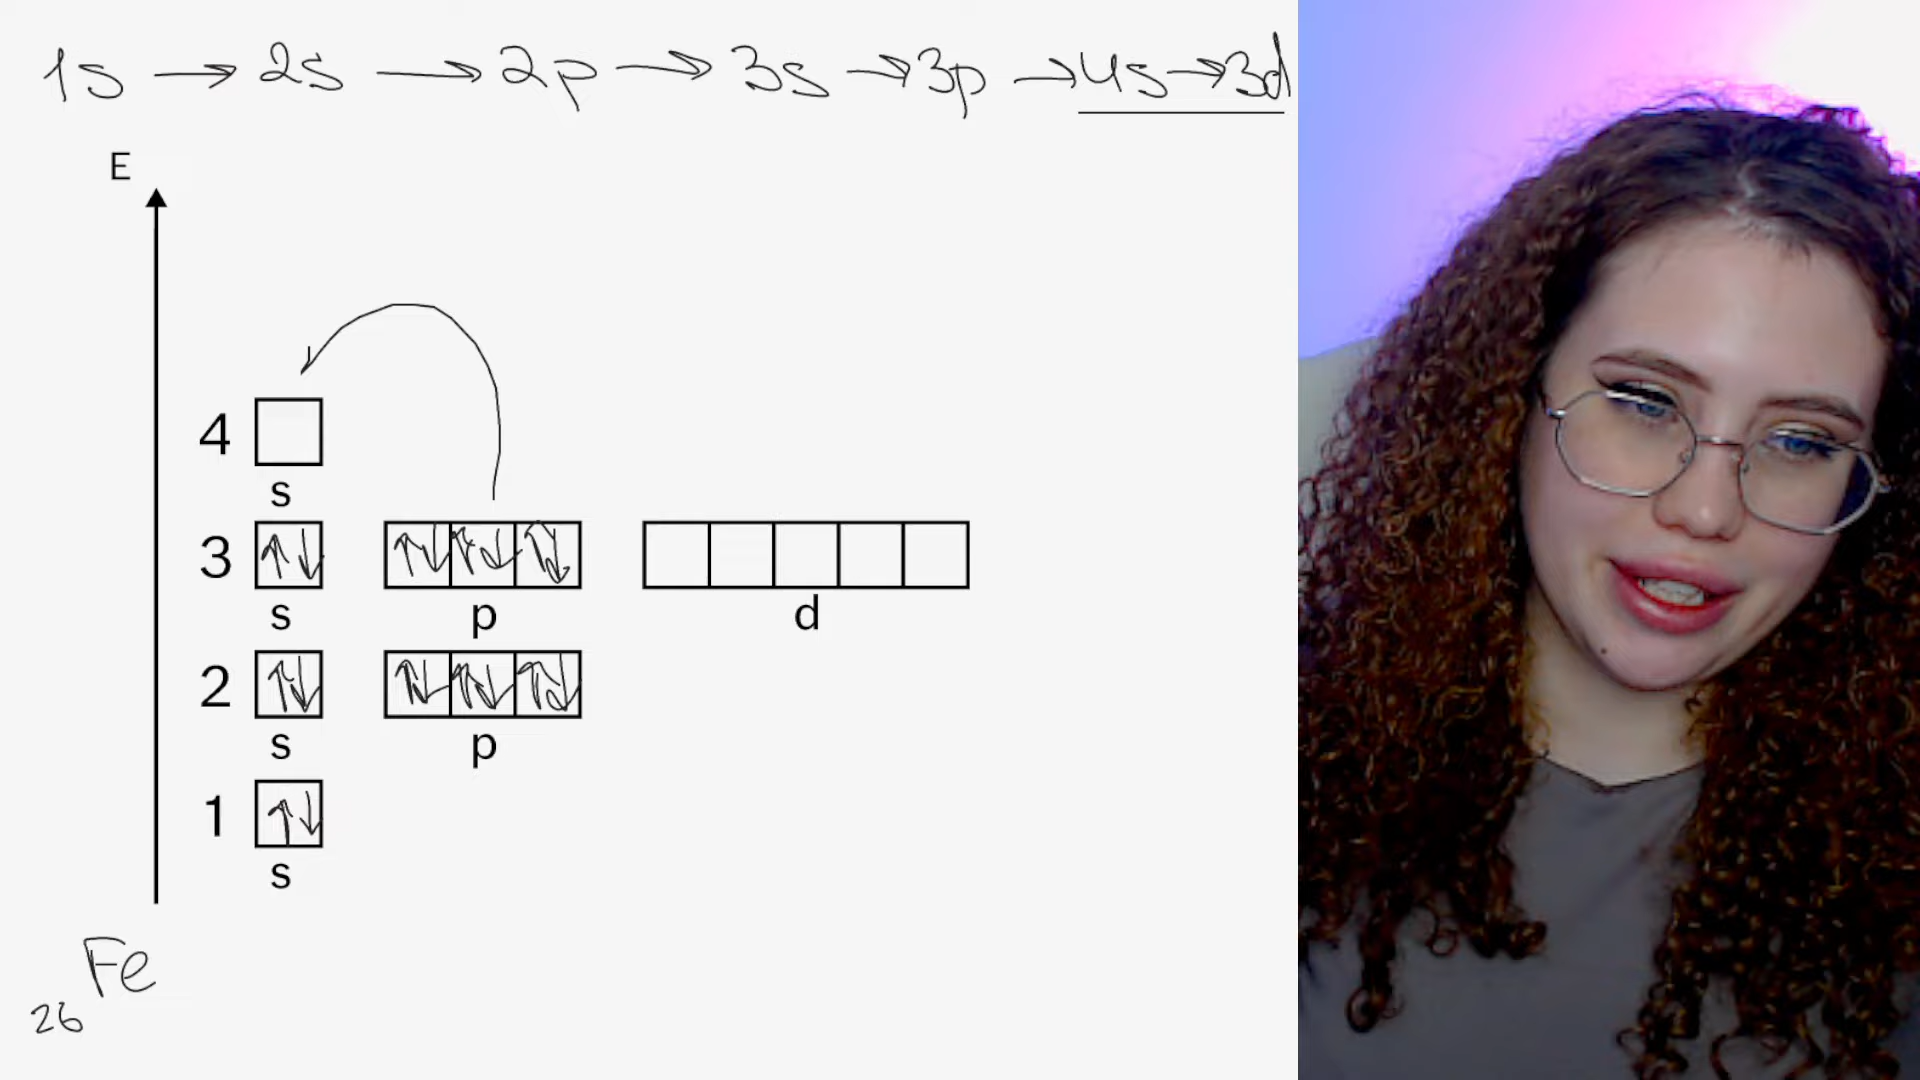 1s → 2s → 2p → 3s → 3p → 4s → 3d
E
4
s
3
s p d
2
s p
1
s
Fe
26